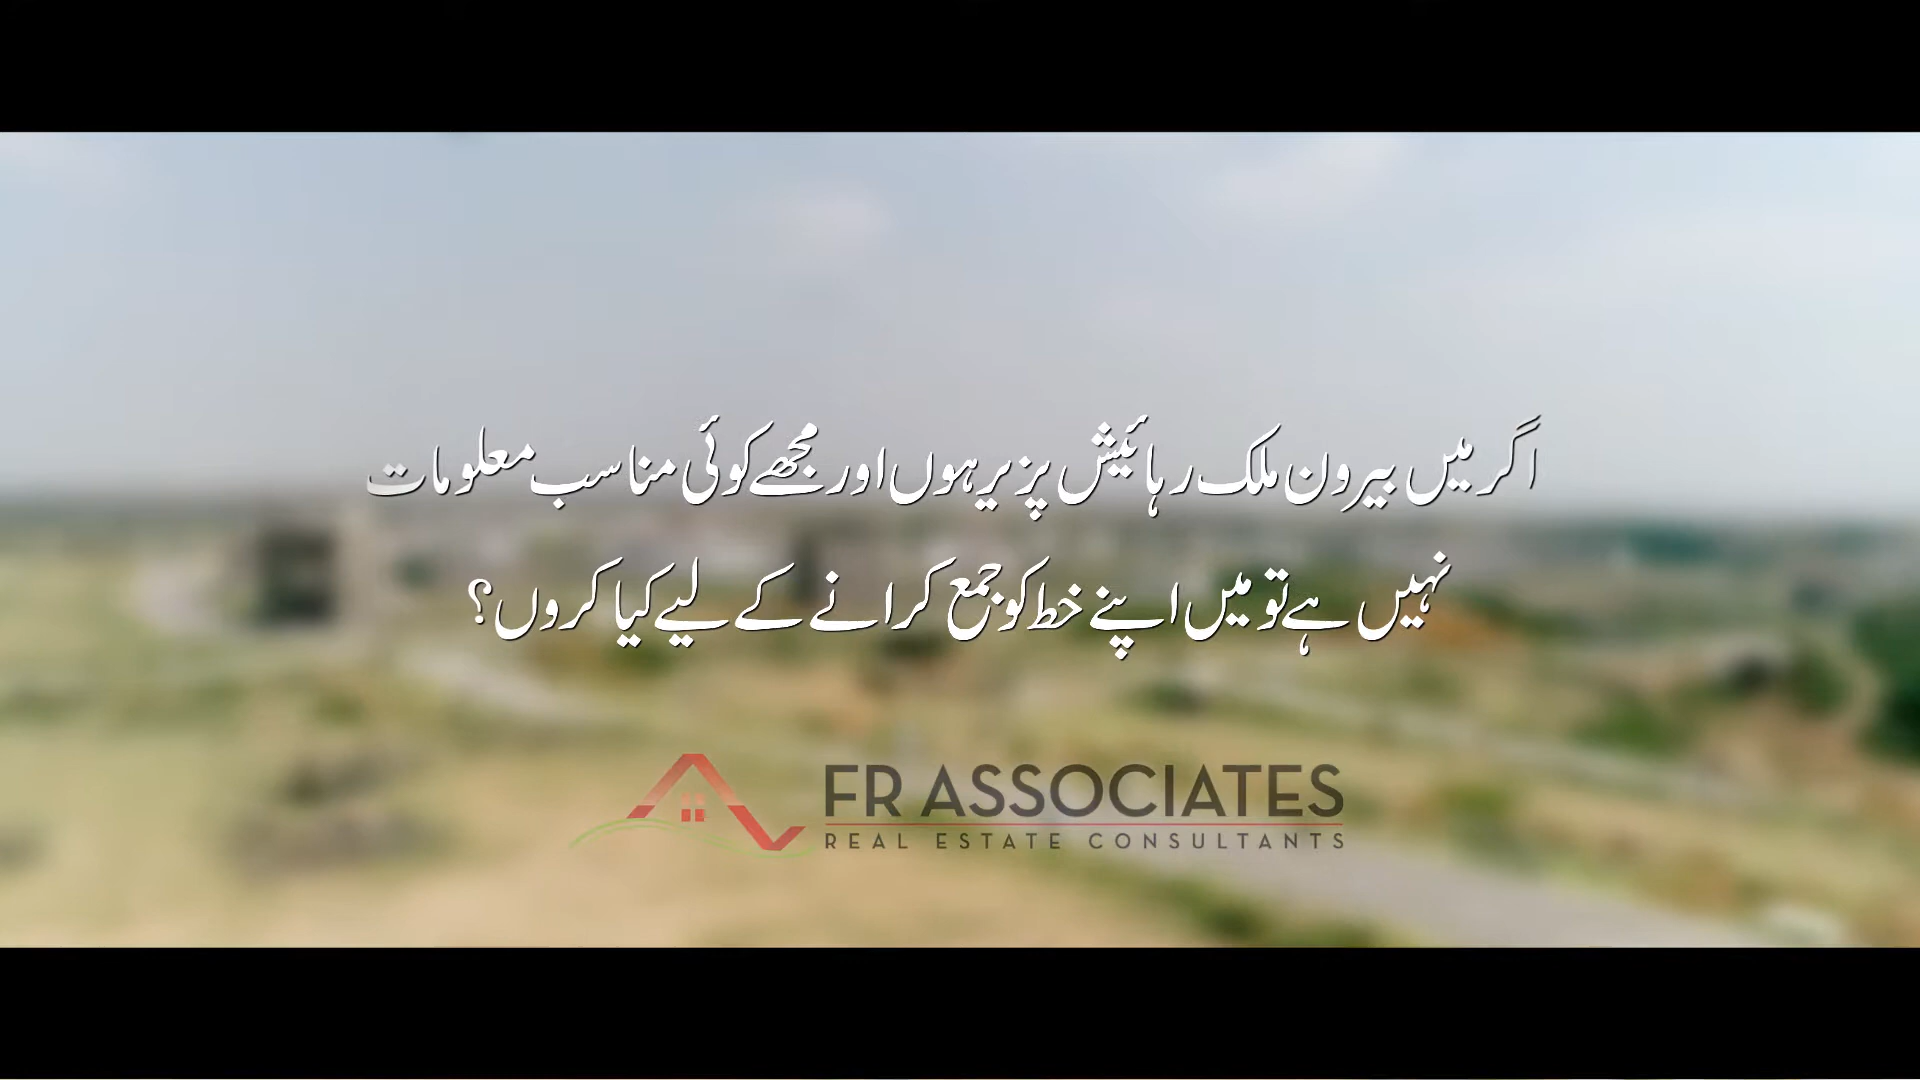 اگر میں بیرون ملک رہائیش پزیر ہوں اور مجھے کوئی مناسب معلومات
نہیں ہے تو میں اپنے خط کو جمع کرانے کے لیے کیا کروں؟
FR ASSOCIATES
REAL ESTATE CONSULTANTS